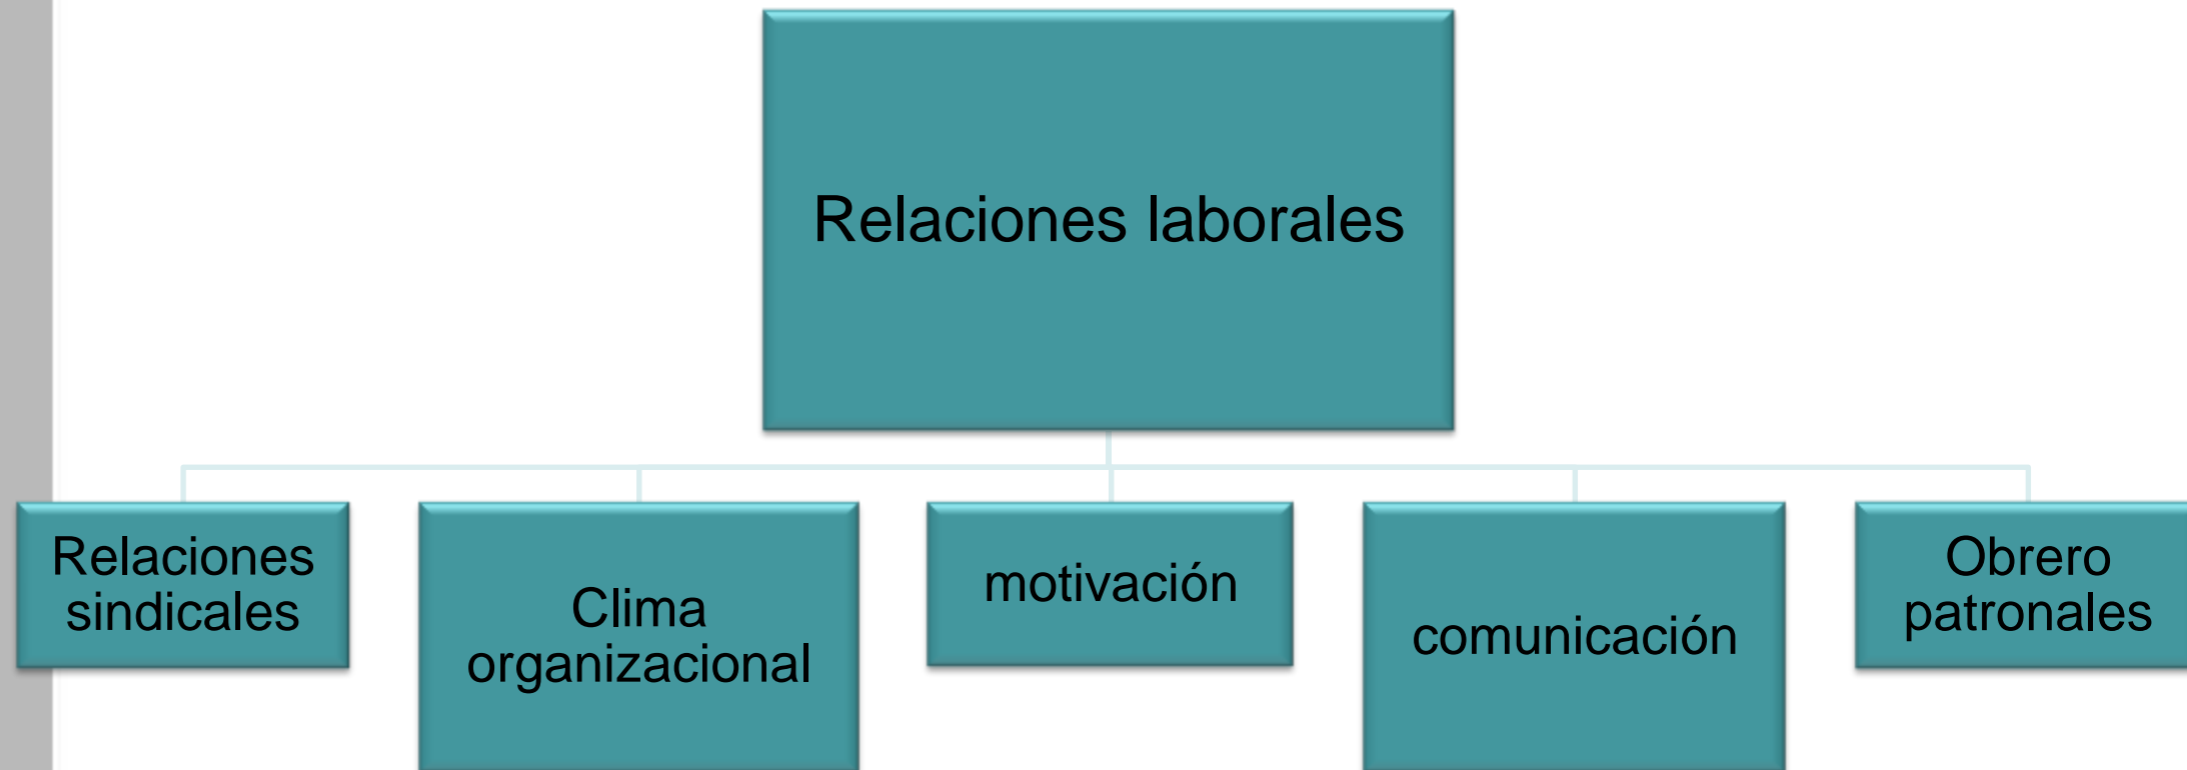 Relaciones laborales
Relaciones
sindicales
Clima
organizacional
motivación
comunicación
Obrero
patronales